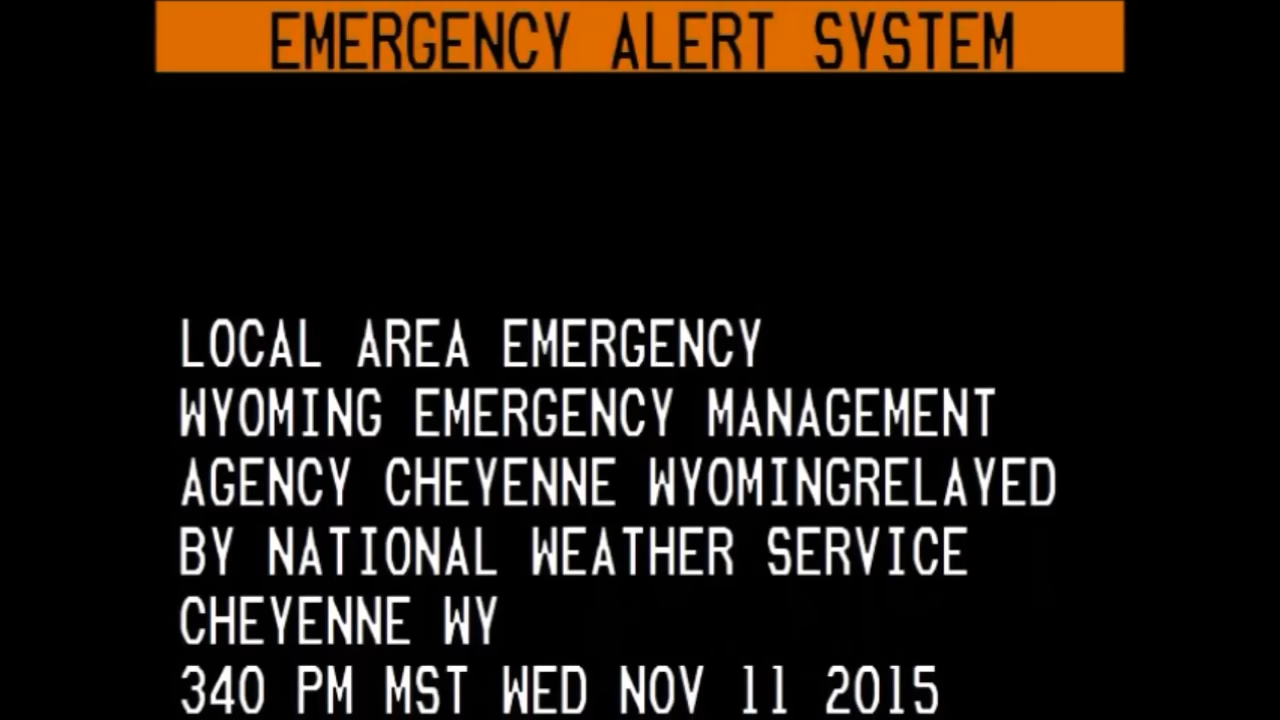 EMERGENCY ALERT SYSTEM
LOCAL AREA EMERGENCY
WYOMING EMERGENCY MANAGEMENT
AGENCY CHEYENNE WYOMINGRELAYED
BY NATIONAL WEATHER SERVICE
CHEYENNE WY
340 PM MST WED NOV 11 2015